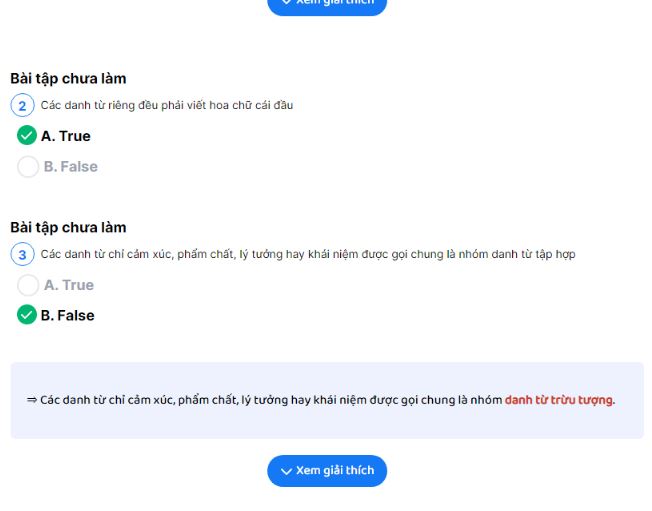 Xem giải thích
Bài tập chưa làm
2 Các danh từ riêng đều phải viết hoa chữ cái đầu
A. True
B. False
Bài tập chưa làm
3 Các danh từ chỉ cảm xúc, phẩm chất, lý tưởng hay khái niệm được gọi chung là nhóm danh từ tập hợp
A. True
B. False
⇒ Các danh từ chỉ cảm xúc, phẩm chất, lý tưởng hay khái niệm được gọi chung là nhóm danh từ trừu tượng.
Xem giải thích